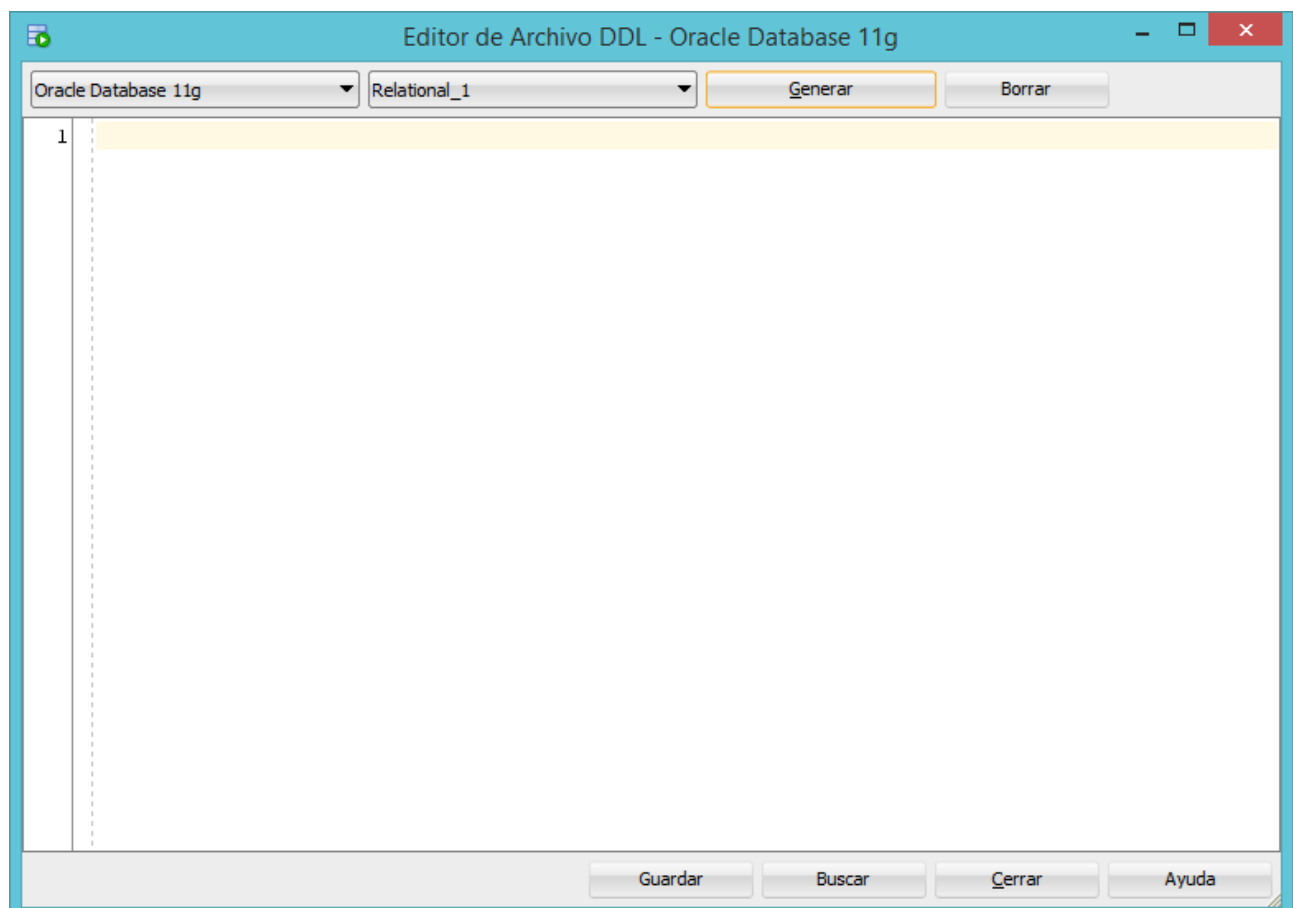 Editor de Archivo DDL - Oracle Database 11g
Oracle Database 11g Relational_1 Generar Borrar
1
Guardar Buscar Cerrar Ayuda